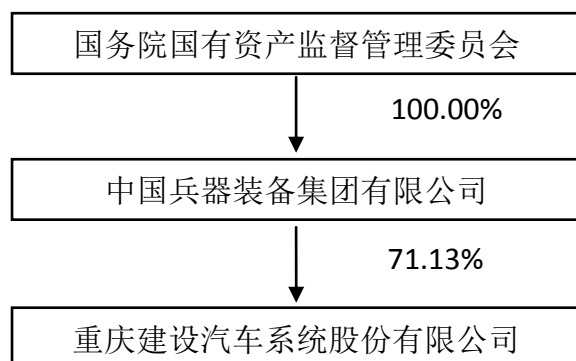 国务院国有资产监督管理委员会
100.00%
中国兵器装备集团有限公司
71.13%
重庆建设汽车系统股份有限公司